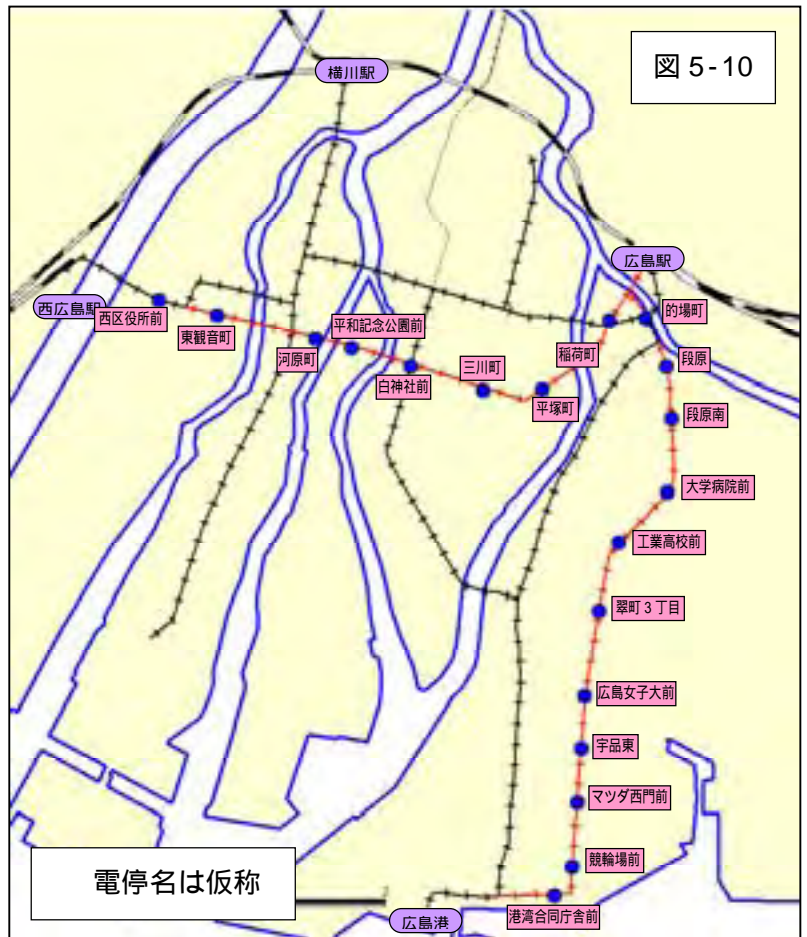 図 5-10
横川駅
広島駅
西広島駅
西区役所前
東観音町
河原町
平和記念公園前
白神社前
三川町
平塚町
稲荷町
的場町
段原
段原南
大学病院前
工業高校前
翠町3丁目
広島女子大前
宇品東
マツダ西門前
競輪場前
港湾合同庁舎前
広島港
電停名は仮称